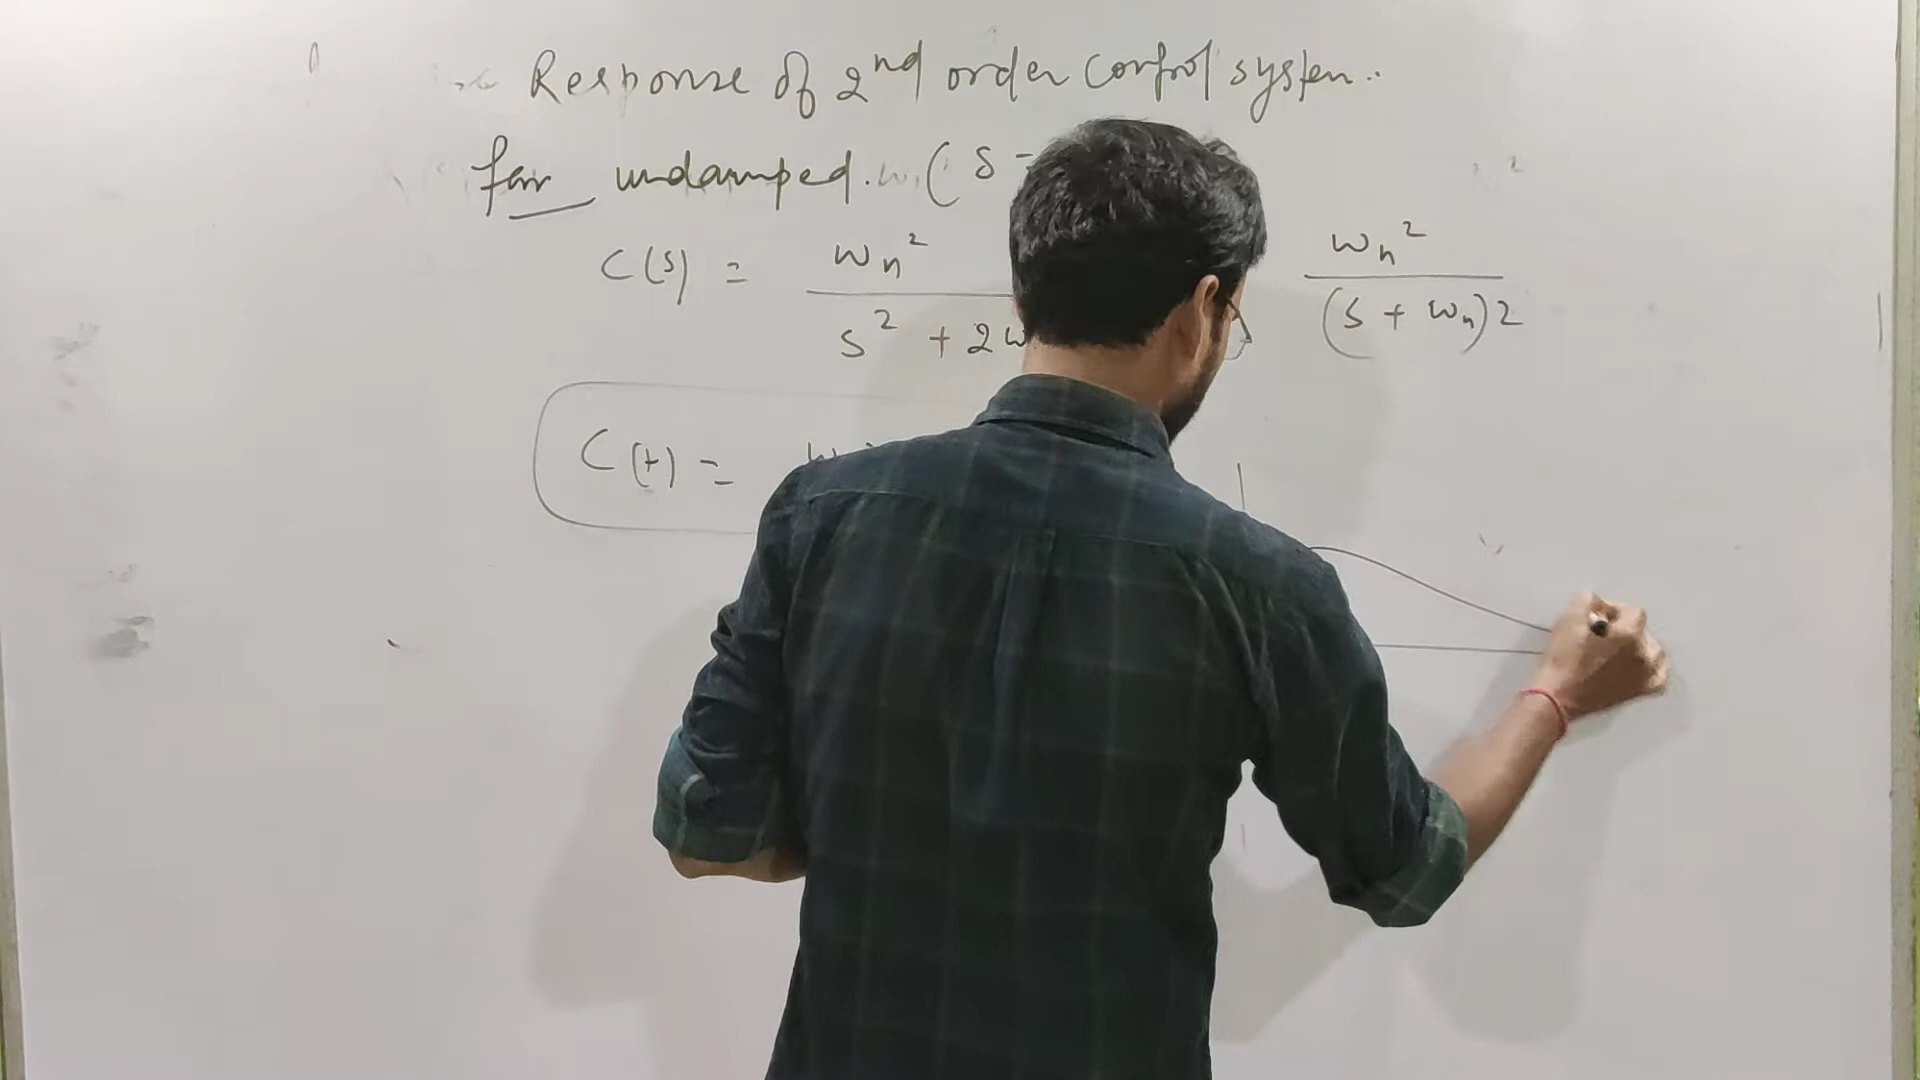 Response of 2nd order control system..
for undamped. ( δ =
C(s) = wn² / s² + 2w wn² / (s + wn)2
C(t) =